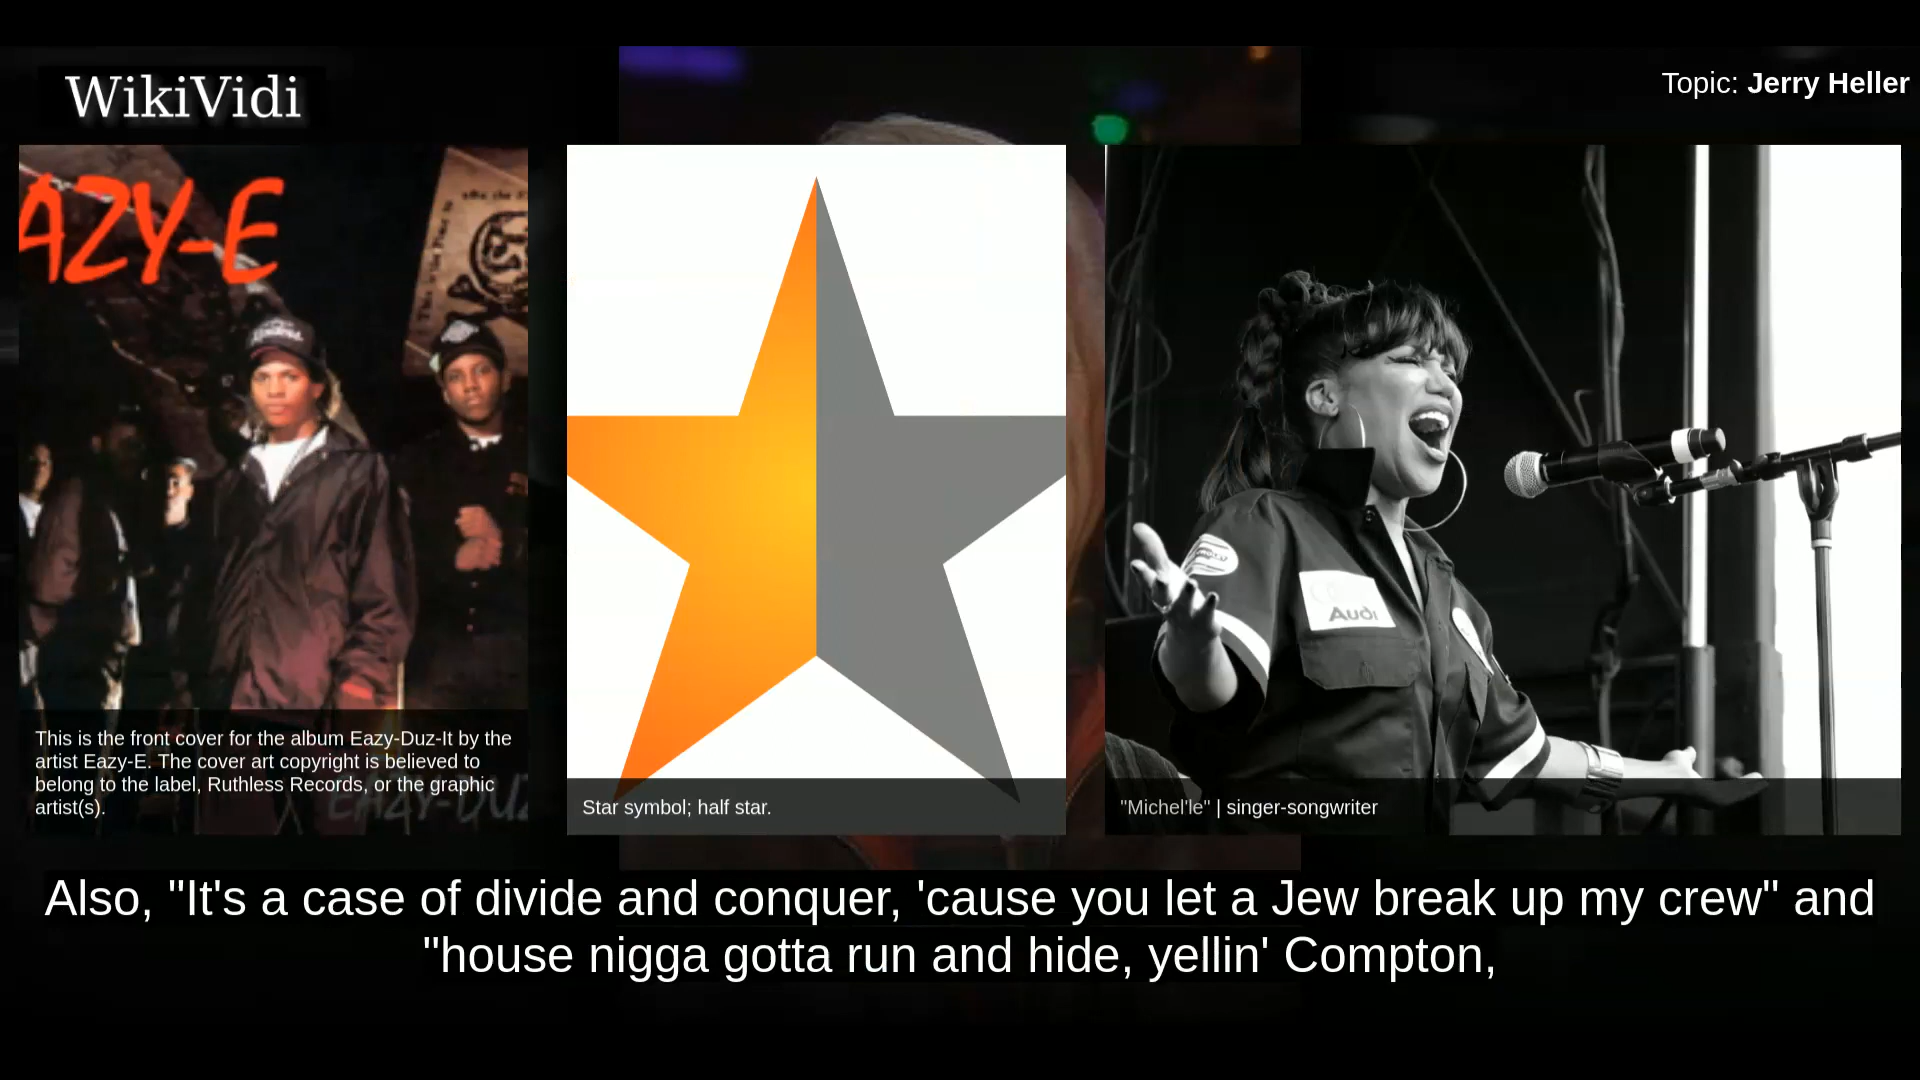 WikiVidi
Topic: Jerry Heller
AZY-E
This is the front cover for the album Eazy-Duz-It by the
artist Eazy-E. The cover art copyright is believed to
belong to the label, Ruthless Records, or the graphic
artist(s).
EAZY-DUZ
Star symbol; half star.
Audi
"Michel'le" | singer-songwriter
Also, "It's a case of divide and conquer, 'cause you let a Jew break up my crew" and
"house nigga gotta run and hide, yellin' Compton,